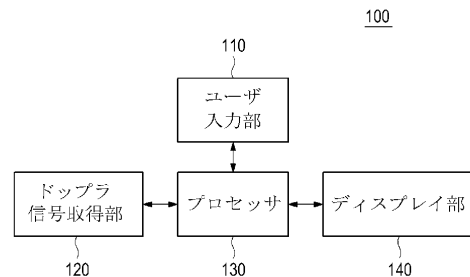 100
110
ユーザ
入力部
ドップラ
信号取得部
プロセッサ
ディスプレイ部
120
130
140